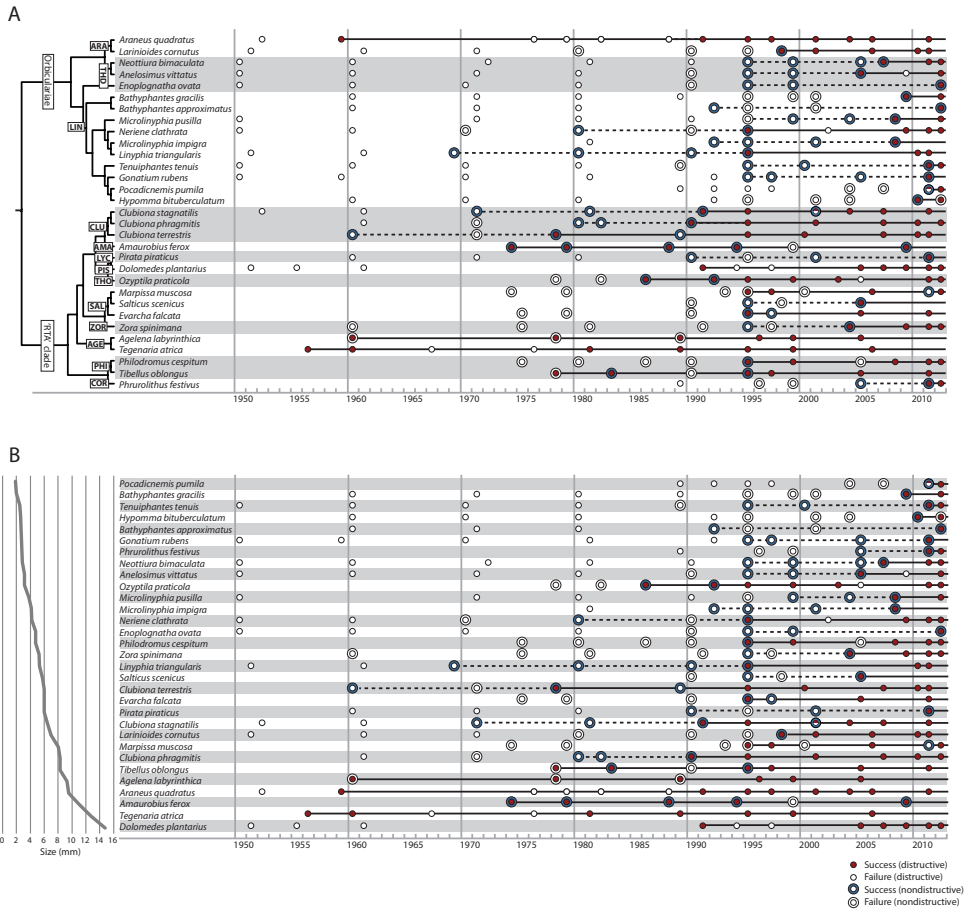 A
Orbiculariae
'RTA' clade
ARA
THD
LIN
CLU
AMA
LYC
PIS
THO
SAL
ZOR
AGE
PHI
COR
Araneus quadratus
Larinioides cornutus
Neottiura bimaculata
Anelosimus vittatus
Enoplognatha ovata
Bathyphantes gracilis
Bathyphantes approximatus
Microlinyphia pusilla
Neriene clathrata
Microlinyphia impigra
Linyphia triangularis
Tenuiphantes tenuis
Gonatium rubens
Pocadicnemis pumila
Hypomma bituberculatum
Clubiona stagnatilis
Clubiona phragmitis
Clubiona terrestris
Amaurobius ferox
Pirata piraticus
Dolomedes plantarius
Ozyptila praticola
Marpissa muscosa
Salticus scenicus
Evarcha falcata
Zora spinimana
Agelena labyrinthica
Tegenaria atrica
Philodromus cespitum
Tibellus oblongus
Phrurolithus festivus
1950 1960 1970 1975 1980 1985 1990 1995 2000 2005 2010
B
Pocadicnemis pumila
Bathyphantes gracilis
Tenuiphantes tenuis
Hypomma bituberculatum
Bathyphantes approximatus
Gonatium rubens
Phrurolithus festivus
Neottiura bimaculata
Anelosimus vittatus
Ozyptila praticola
Microlinyphia pusilla
Microlinyphia impigra
Neriene clathrata
Enoplognatha ovata
Philodromus cespitum
Zora spinimana
Linyphia triangularis
Salticus scenicus
Clubiona terrestris
Evarcha falcata
Pirata piraticus
Clubiona stagnatilis
Larinioides cornutus
Marpissa muscosa
Clubiona phragmitis
Tibellus oblongus
Agelena labyrinthica
Araneus quadratus
Amaurobius ferox
Tegenaria atrica
Dolomedes plantarius
0 2 4 6 8 10 12 14 16
Size (mm)
1950 1960 1970 1975 1980 1985 1990 1995 2000 2005 2010
Success (distructive)
Failure (distructive)
Success (nondistructive)
Failure (nondistructive)